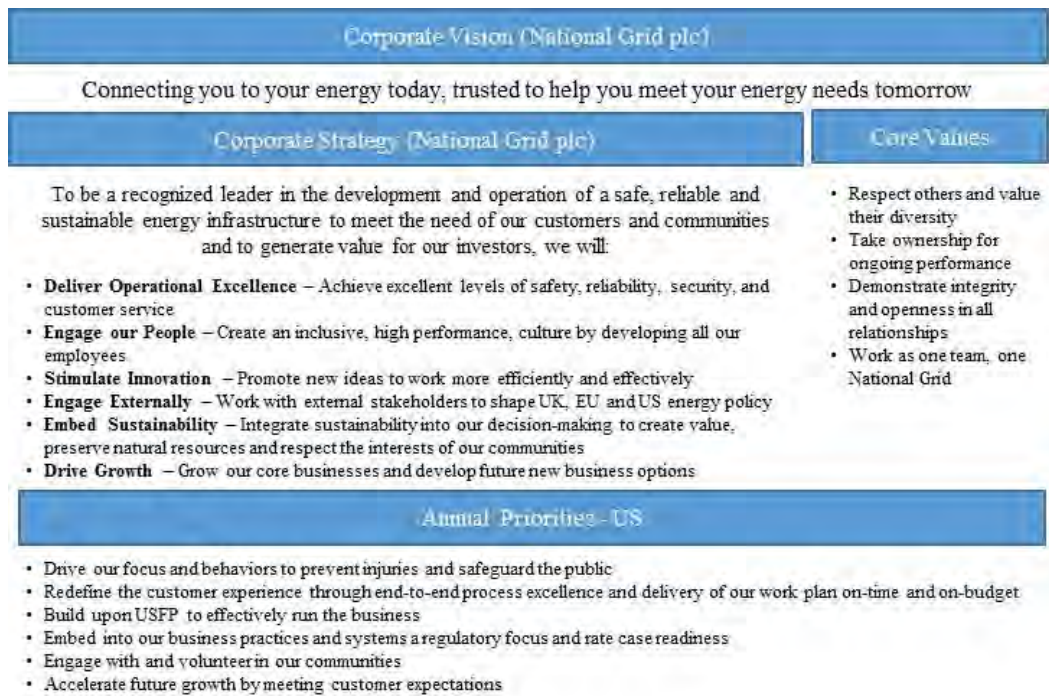 Corporate Vision (National Grid plc)
Connecting you to your energy today, trusted to help you meet your energy needs tomorrow
Corporate Strategy (National Grid plc)
To be a recognized leader in the development and operation of a safe, reliable and
sustainable energy infrastructure to meet the need of our customers and communities
and to generate value for our investors, we will:
• Deliver Operational Excellence – Achieve excellent levels of safety, reliability, security, and
customer service
• Engage our People – Create an inclusive, high performance, culture by developing all our
employees
• Stimulate Innovation – Promote new ideas to work more efficiently and effectively
• Engage Externally – Work with external stakeholders to shape UK, EU and US energy policy
• Embed Sustainability – Integrate sustainability into our decision-making to create value,
preserve natural resources and respect the interests of our communities
• Drive Growth – Grow our core businesses and develop future new business options
Core Values
• Respect others and value
their diversity
• Take ownership for
ongoing performance
• Demonstrate integrity
and openness in all
relationships
• Work as one team, one
National Grid
Annual Priorities - US
• Drive our focus and behaviors to prevent injuries and safeguard the public
• Redefine the customer experience through end-to-end process excellence and delivery of our work plan on-time and on-budget
• Build upon USFP to effectively run the business
• Embed into our business practices and systems a regulatory focus and rate case readiness
• Engage with and volunteer in our communities
• Accelerate future growth by meeting customer expectations